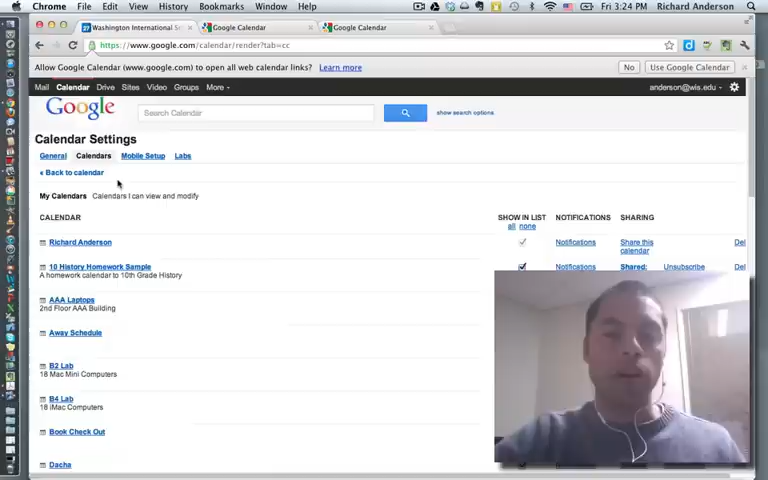 Chrome File Edit View History Bookmarks Window Help Fri 3:24 PM Richard Anderson
Washington International Sc
Google Calendar
Google Calendar
https://www.google.com/calendar/render?tab=cc
Allow Google Calendar (www.google.com) to open all web calendar links? Learn more No Use Google Calendar
Mail Calendar Drive Sites Video Groups More anderson@wis.edu
Google Search Calendar show search options
Calendar Settings
General Calendars Mobile Setup Labs
« Back to calendar
My Calendars Calendars I can view and modify
CALENDAR SHOW IN LIST NOTIFICATIONS SHARING
all none
Richard Anderson Notifications Share this Del
calendar
10 History Homework Sample Notifications Shared: Unsubscribe Del
A homework calendar to 10th Grade History
AAA Laptops
2nd Floor AAA Building
Away Schedule
B2 Lab
18 Mac Mini Computers
B4 Lab
18 iMac Computers
Book Check Out
Dacha